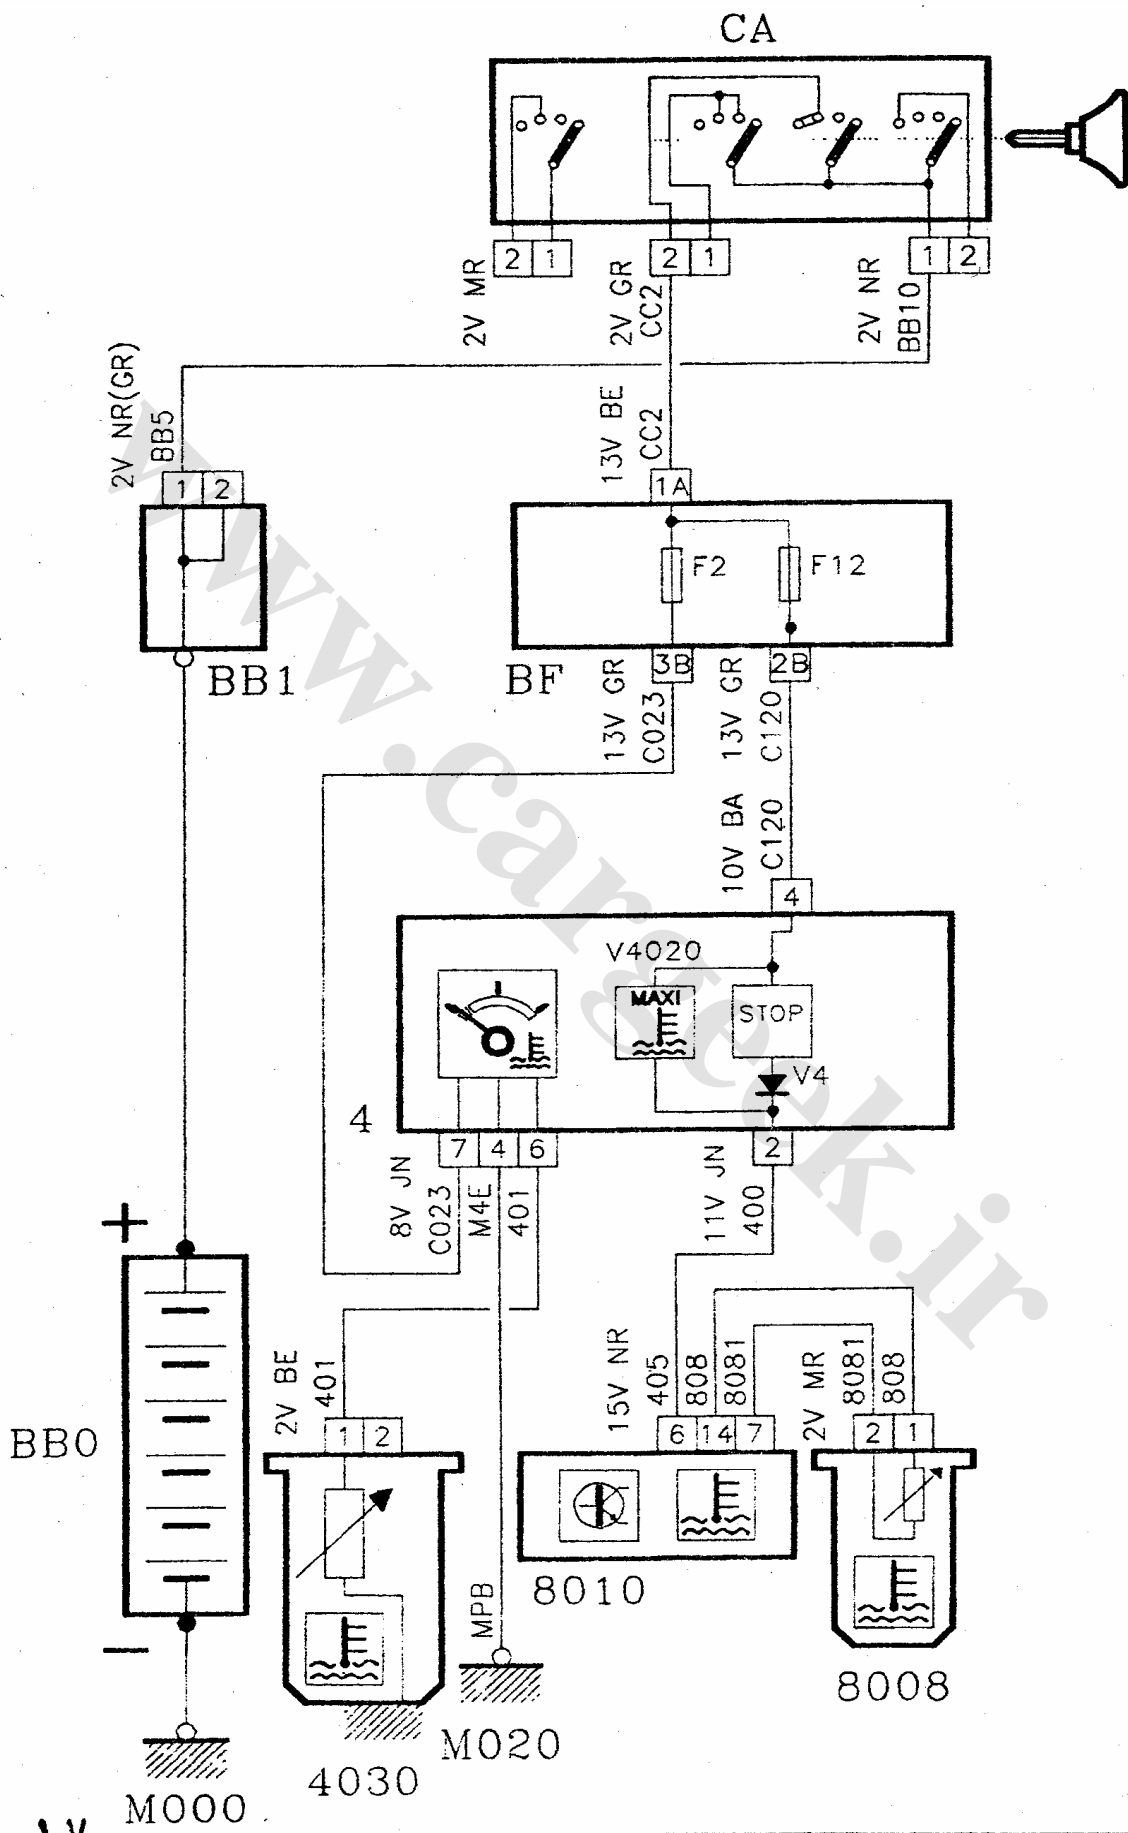 CA
2 1
2 1
1 2
2V MR
2V GR
CC2
2V NR
BB10
2V NR(GR)
BB5
13V BE
CC2
1 2
1A
F2
F12
BB1
BF
3B
2B
13V GR
C023
13V GR
C120
10V BA
C120
4
V4020
MAXI
STOP
V4
4
7 4 6
2
8V JN
C023
M4E
401
11V JN
400
+
2V BE
401
15V NR
405
808
8081
2V MR
8081
808
BB0
1 2
6 14 7
2 1
8010
MPB
8008
M020
4030
M000
www.cargeek.ir